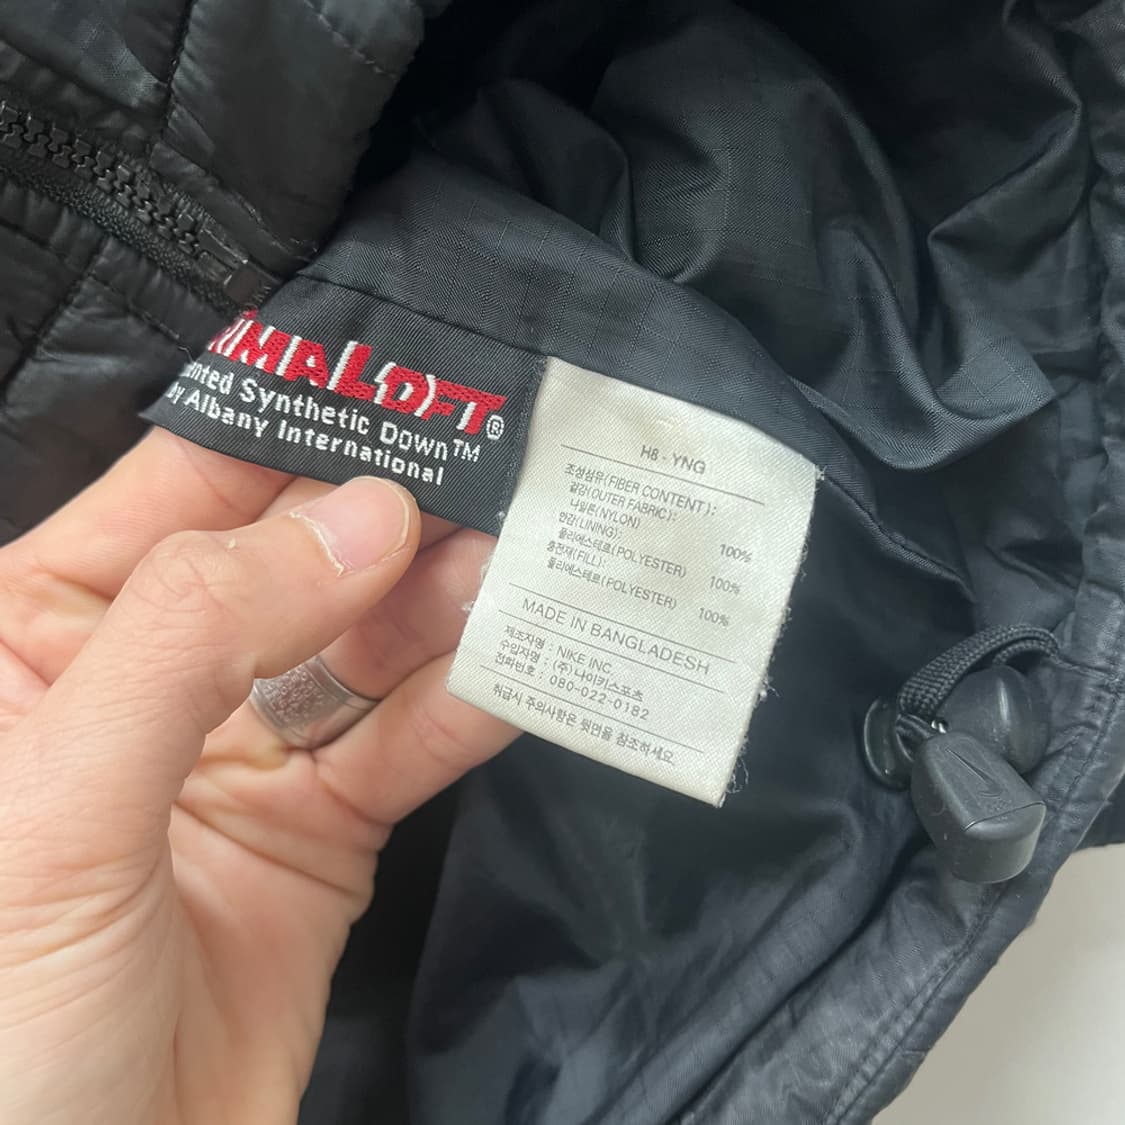 IMALOFT®
nted Synthetic Down™
by Albany International
H8 - YNG
조성섬유(FIBER CONTENT):
겉감(OUTER FABRIC):
나일론(NYLON) 100%
안감(LINING):
폴리에스테르(POLYESTER) 100%
충전재(FILL):
폴리에스테르(POLYESTER) 100%
MADE IN BANGLADESH
제조자명 : NIKE INC
수입자명 : (주)나이키스포츠
전화번호 : 080-022-0182
취급시 주의사항은 뒷면을 참조하세요.